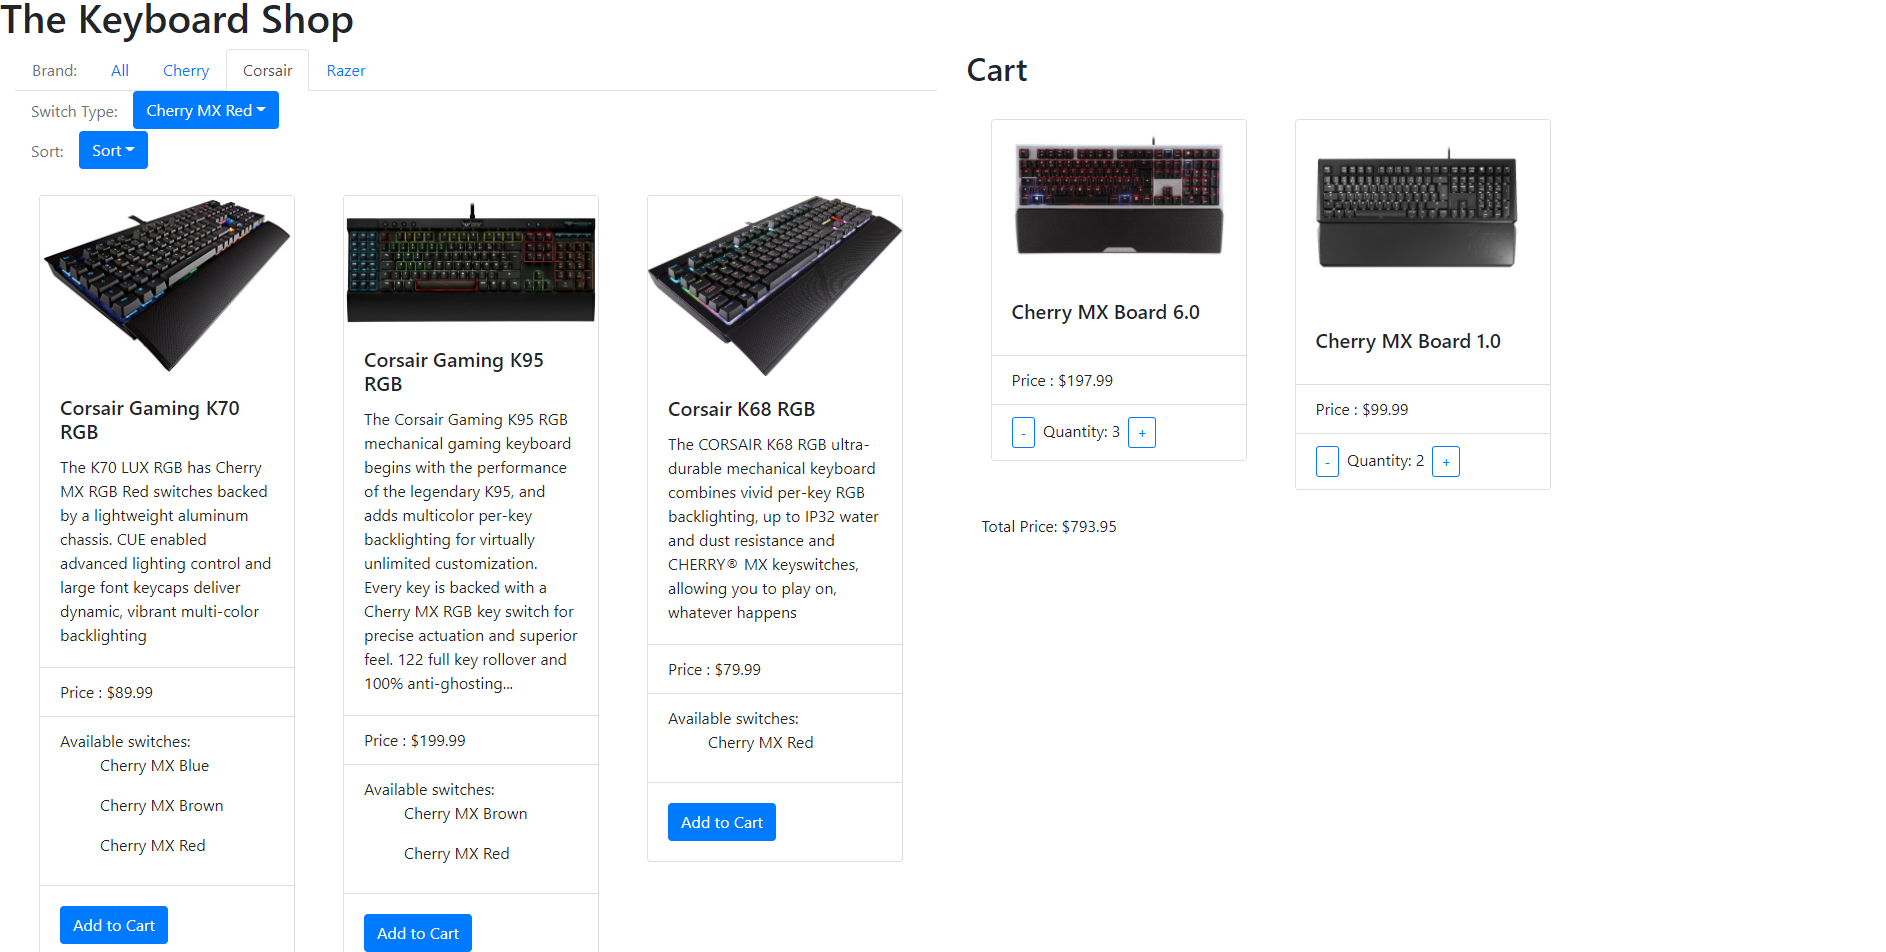 The Keyboard Shop
Brand:
All
Cherry
Corsair
Razer
Switch Type:
Cherry MX Red
Sort:
Sort
Corsair Gaming K70
RGB
The K70 LUX RGB has Cherry
MX RGB Red switches backed
by a lightweight aluminum
chassis. CUE enabled
advanced lighting control and
large font keycaps deliver
dynamic, vibrant multi-color
backlighting
Price : $89.99
Available switches:
Cherry MX Blue
Cherry MX Brown
Cherry MX Red
Add to Cart
Corsair Gaming K95
RGB
The Corsair Gaming K95 RGB
mechanical gaming keyboard
begins with the performance
of the legendary K95, and
adds multicolor per-key
backlighting for virtually
unlimited customization.
Every key is backed with a
Cherry MX RGB key switch for
precise actuation and superior
feel. 122 full key rollover and
100% anti-ghosting...
Price : $199.99
Available switches:
Cherry MX Brown
Cherry MX Red
Add to Cart
Corsair K68 RGB
The CORSAIR K68 RGB ultra-
durable mechanical keyboard
combines vivid per-key RGB
backlighting, up to IP32 water
and dust resistance and
CHERRY® MX keyswitches,
allowing you to play on,
whatever happens
Price : $79.99
Available switches:
Cherry MX Red
Add to Cart
Cart
Cherry MX Board 6.0
Price : $197.99
- Quantity: 3 +
Cherry MX Board 1.0
Price : $99.99
- Quantity: 2 +
Total Price: $793.95